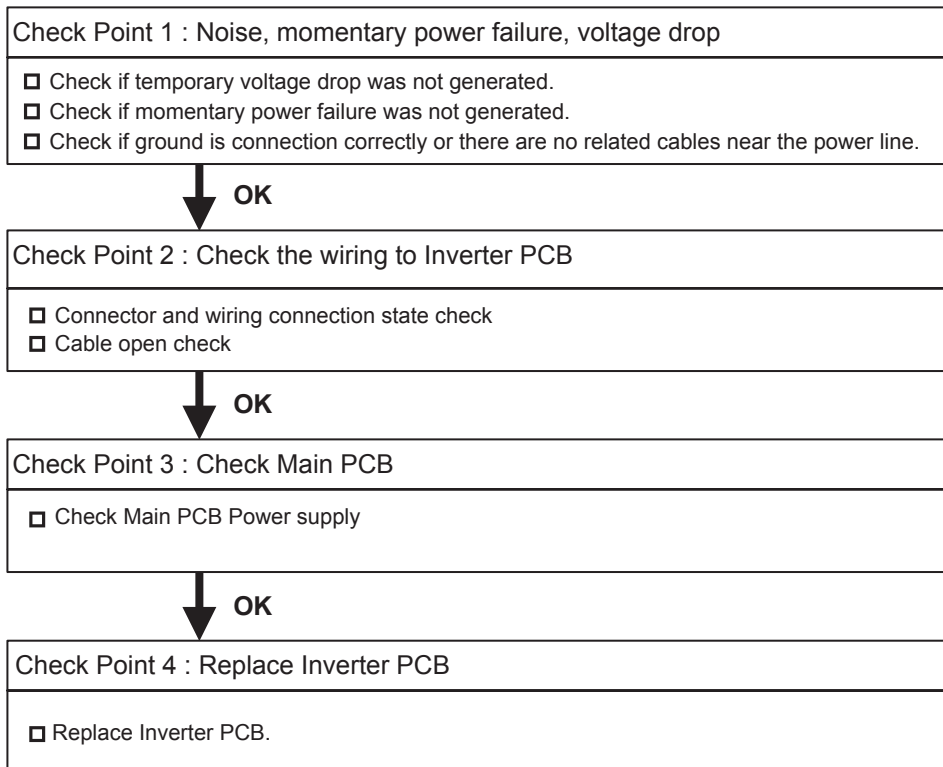 Check Point 1 : Noise, momentary power failure, voltage drop
Check if temporary voltage drop was not generated.
Check if momentary power failure was not generated.
Check if ground is connection correctly or there are no related cables near the power line.
OK
Check Point 2 : Check the wiring to Inverter PCB
Connector and wiring connection state check
Cable open check
OK
Check Point 3 : Check Main PCB
Check Main PCB Power supply
OK
Check Point 4 : Replace Inverter PCB
Replace Inverter PCB.